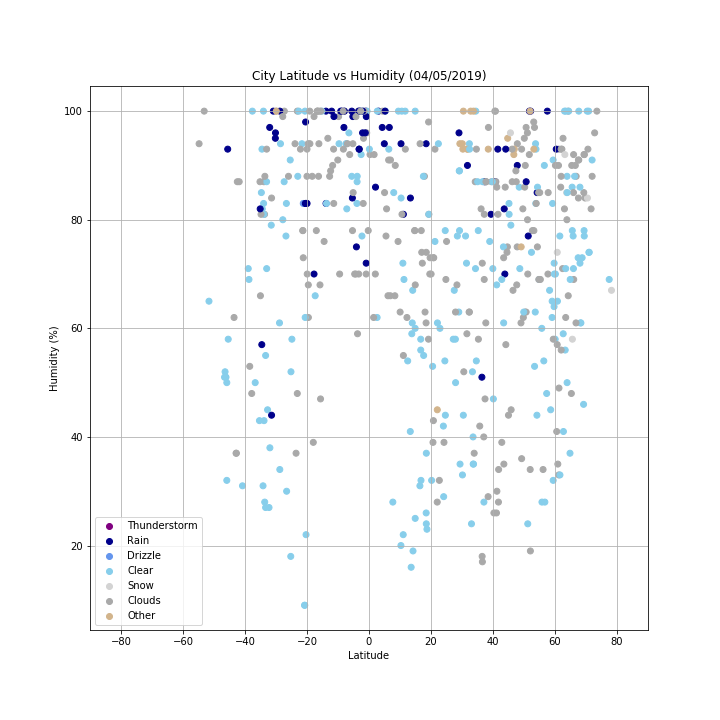 City Latitude vs Humidity (04/05/2019)
100
80
60
40
20
Humidity (%)
Thunderstorm
Rain
Drizzle
Clear
Snow
Clouds
Other
−80 −60 −40 −20 0 20 40 60 80
Latitude